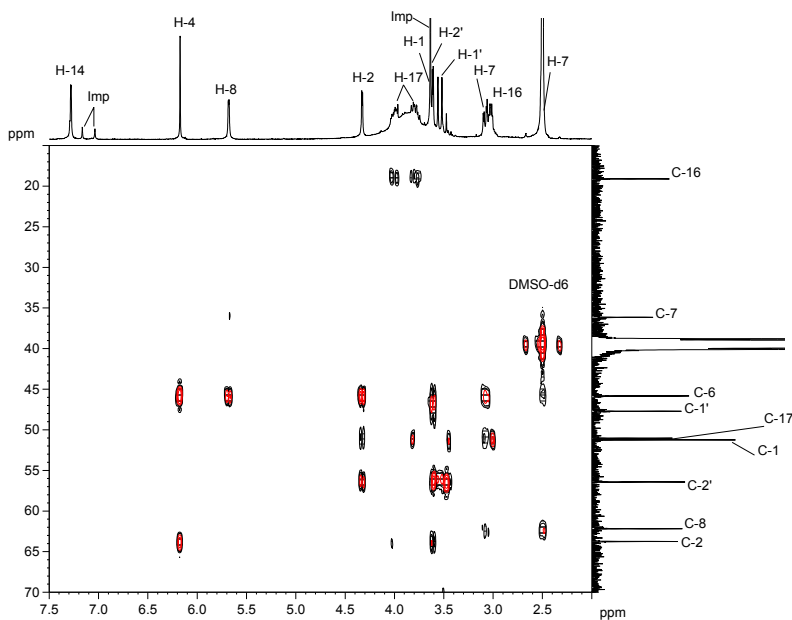 Imp
H-4
H-2'
H-1
H-14
H-1'
H-17
H-2
H-7
H-8
H-16
H-7
Imp
ppm
C-16
20
25
30
DMSO-d6
C-7
35
40
45
C-6
C-1'
C-17
50
C-1
55
C-2'
60
C-8
C-2
65
70
7.5 7.0 6.5 6.0 5.5 5.0 4.5 4.0 3.5 3.0 2.5 ppm